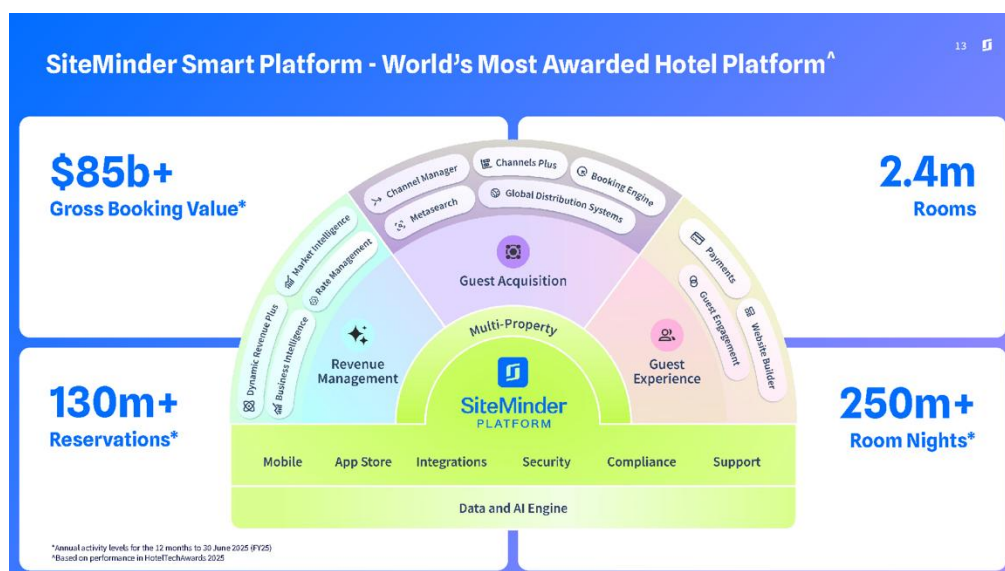 13
SiteMinder Smart Platform - World's Most Awarded Hotel Platform^
$85b+
Gross Booking Value*
2.4m
Rooms
130m+
Reservations*
250m+
Room Nights*
Channel Manager
Channels Plus
Booking Engine
Metasearch
Global Distribution Systems
Guest Acquisition
Market Intelligence
Rate Management
Dynamic Revenue Plus
Business Intelligence
Revenue
Management
Payments
Guest Engagement
Website Builder
Guest
Experience
Multi-Property
SiteMinder
PLATFORM
Mobile App Store Integrations Security Compliance Support
Data and AI Engine
*Annual activity levels for the 12 months to 30 June 2025 (FY25)
^Based on performance in HotelTechAwards 2025